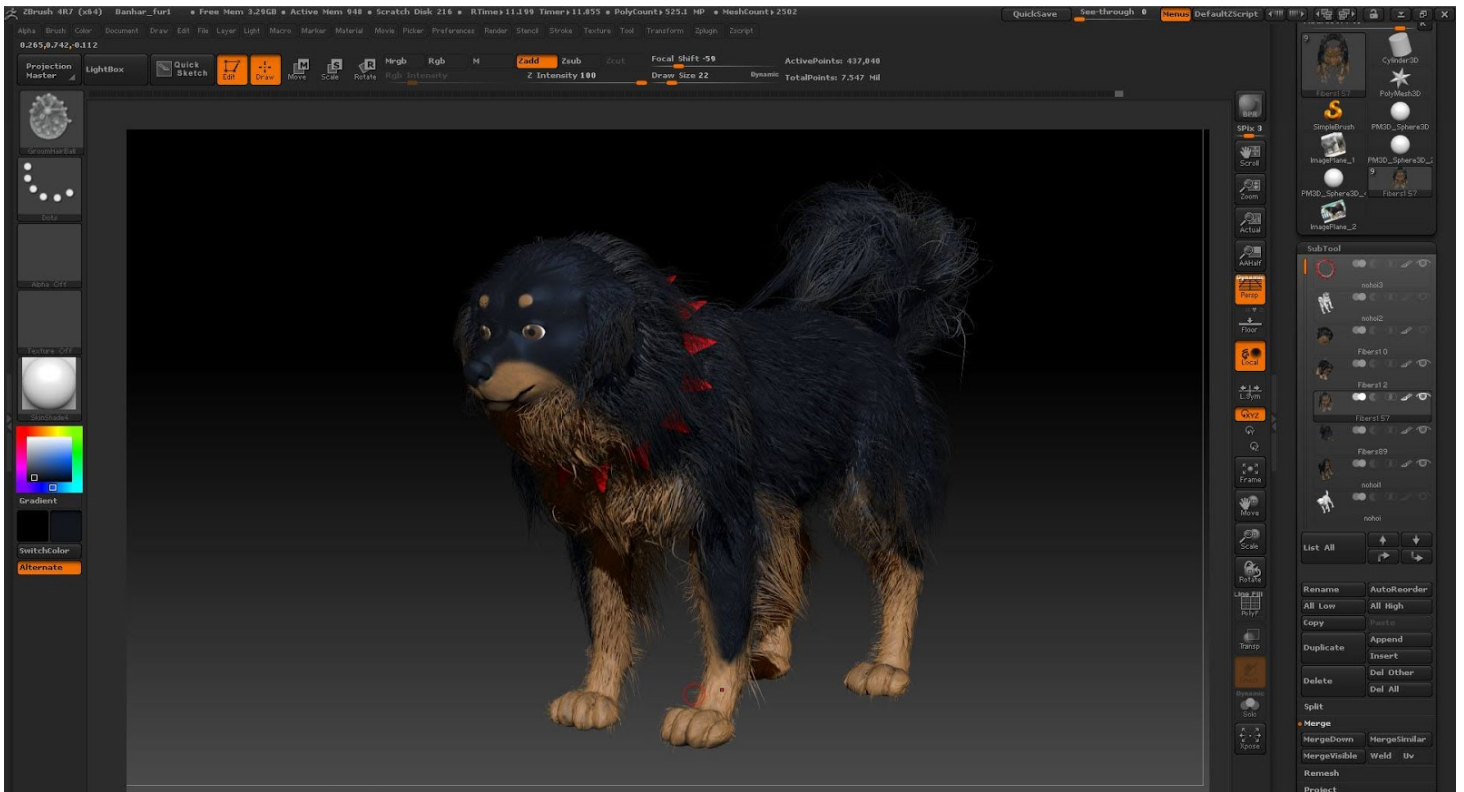 ZBrush 4R7 (x64) Banhar_fur1 • Free Mem 3.29GB • Active Mem 948 • Scratch Disk 216 • RTime▸11.199 Timer▸11.055 • PolyCount▸525.1 MP • MeshCount▸2502 QuickSave See-through 0 Menus DefaultZScript
Alpha Brush Color Document Draw Edit File Layer Light Macro Marker Material Movie Picker Preferences Render Stencil Stroke Texture Tool Transform Zplugin Zscript
0.265,0.742,-0.112
Projection Master
LightBox
Quick Sketch
Edit
Draw
Move
Scale
Rotate
Mrgb Rgb M
Rgb Intensity
Zadd Zsub Zcut
Z Intensity 100
Focal Shift -59
Draw Size 22 Dynamic
ActivePoints: 437,040
TotalPoints: 7.547 Mil
GroomHairBall
Dots
Alpha Off
Texture Off
SkinShade4
Gradient
SwitchColor
Alternate
BPR
SPix 3
Scroll
Zoom
Actual
AAHalf
Dynamic
Persp
Floor
Local
L.Sym
XYZ
Frame
Move
Scale
Rotate
Line Fill
PolyF
Transp
Dynamic
Solo
Xpose
9
Fibers157
Cylinder3D
PolyMesh3D
SimpleBrush
PM3D_Sphere3D
ImagePlane_1
PM3D_Sphere3D_
9
Fibers157
ImagePlane_2
SubTool
nohoi3
nohoi2
Fibers10
Fibers12
Fibers157
Fibers89
nohoi1
nohoi
List All
Rename AutoReorder
All Low All High
Copy Paste
Duplicate
Append
Insert
Delete
Del Other
Del All
Split
Merge
MergeDown MergeSimilar
MergeVisible Weld Uv
Remesh
Project